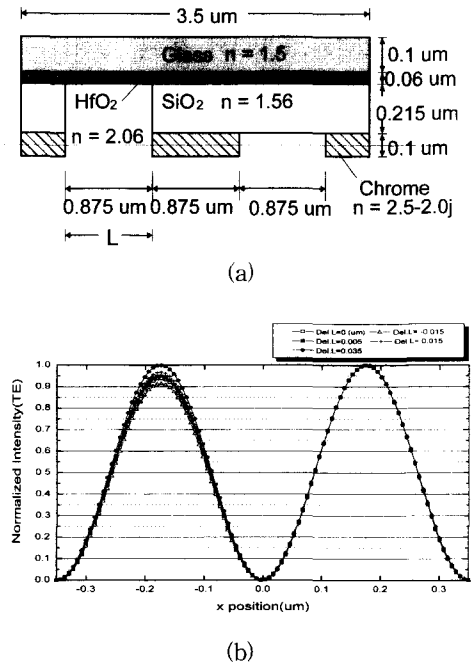 3.5 um
Glass n = 1.5
0.1 um
0.06 um
HfO₂
SiO₂ n = 1.56
n = 2.06
0.215 um
0.1 um
Chrome
n = 2.5-2.0j
0.875 um
0.875 um
0.875 um
L
(a)
Del.L=0 (um)
Del.L= -0.015
Del L=0.005
Del L= 0.015
Del L=0.035
Normalized Intensity(TE)
1.0
0.9
0.8
0.7
0.6
0.5
0.4
0.3
0.2
0.1
0.0
-0.3
-0.2
-0.1
0.0
0.1
0.2
0.3
x position(um)
(b)